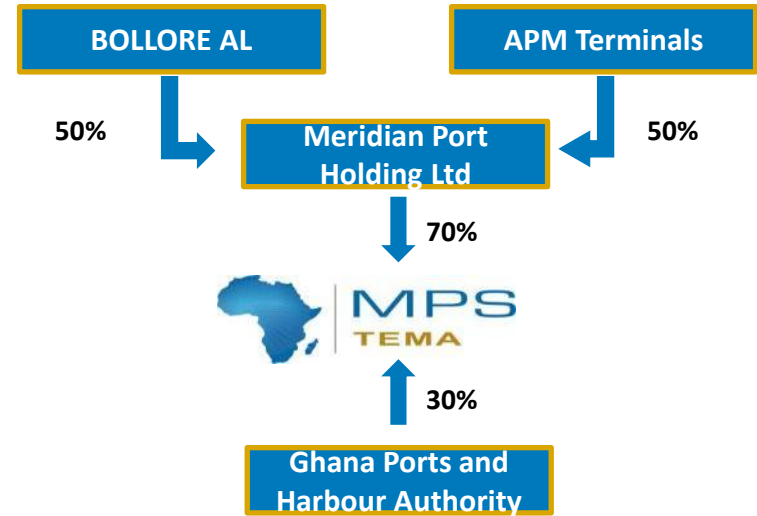 BOLLORE AL
APM Terminals
50%
50%
Meridian Port
Holding Ltd
70%
MPS
TEMA
30%
Ghana Ports and
Harbour Authority